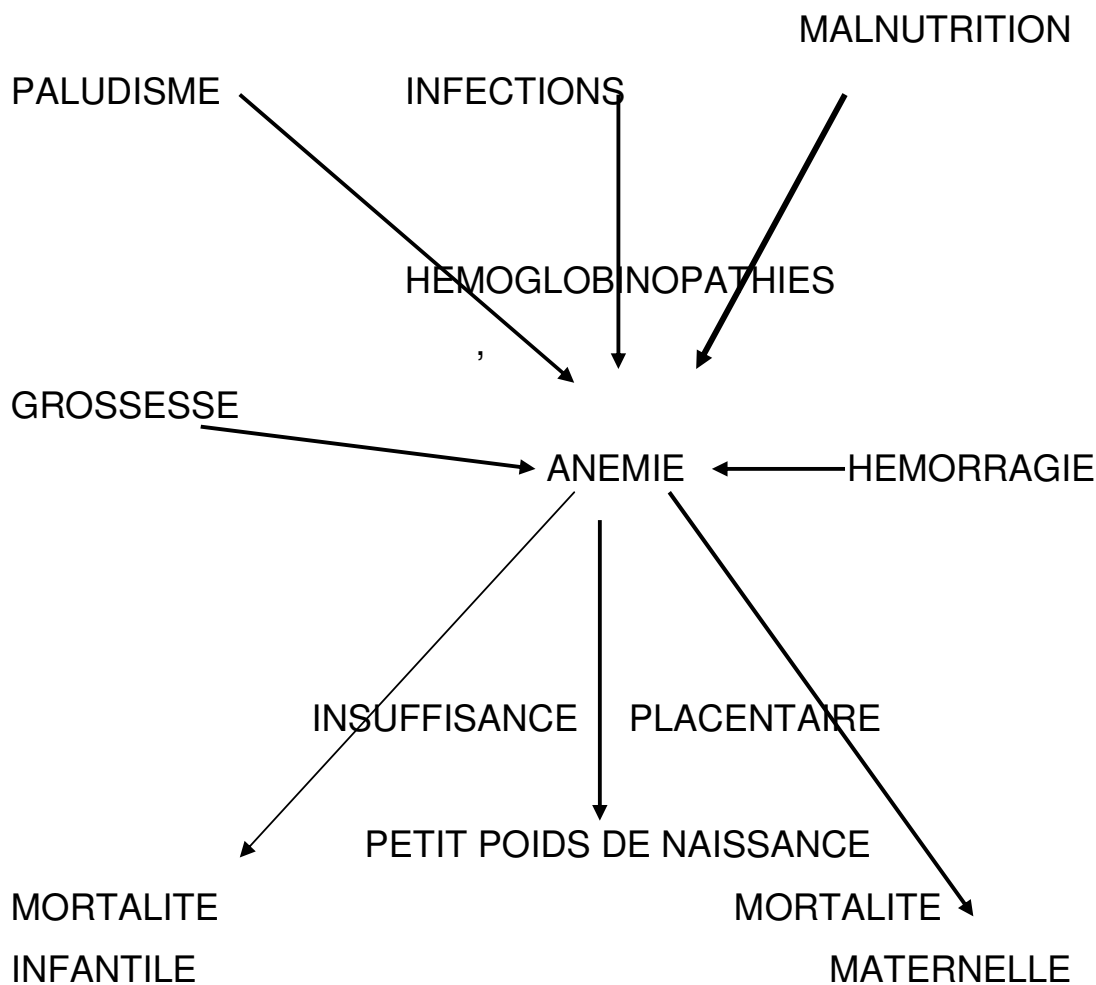 MALNUTRITION
PALUDISME INFECTIONS
HEMOGLOBINOPATHIES
,
GROSSESSE
ANEMIE HEMORRAGIE
INSUFFISANCE PLACENTAIRE
PETIT POIDS DE NAISSANCE
MORTALITE MORTALITE
INFANTILE MATERNELLE